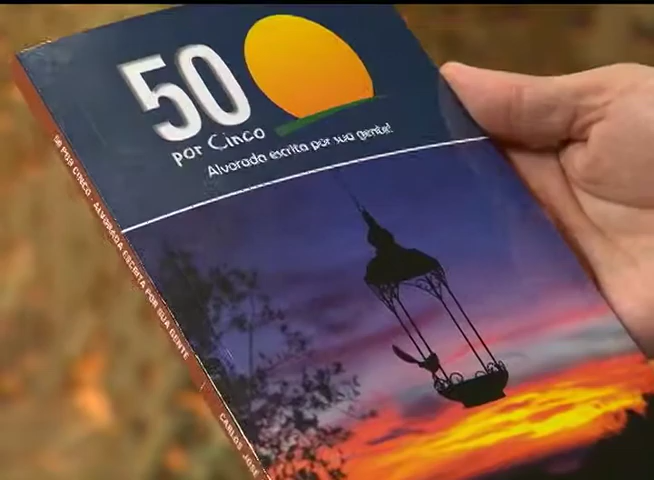 50
por Cinco
Alvorada escrita por sua gente!
50 POR CINCO - ALVORADA ESCRITA POR SUA GENTE
CARLOS JOSÉ